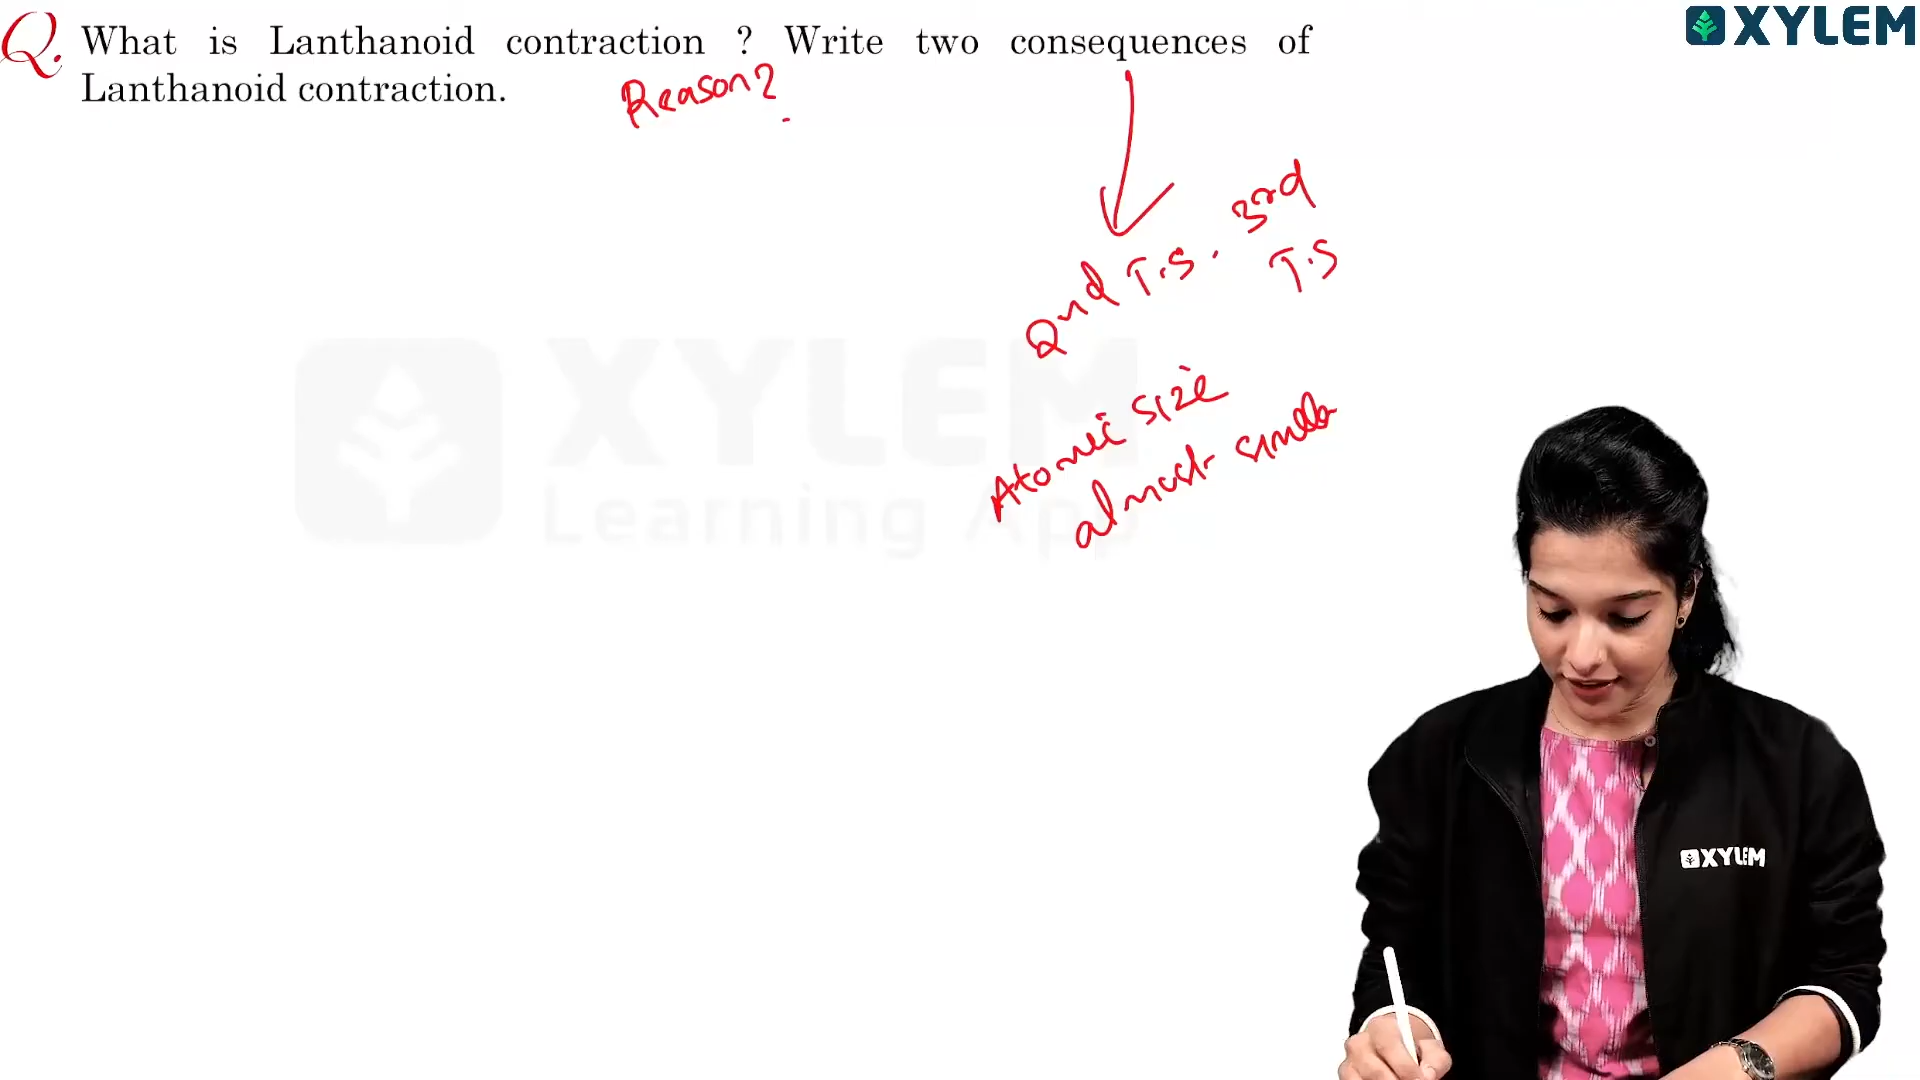 XYLEM
Q. What is Lanthanoid contraction ? Write two consequences of
Lanthanoid contraction.
Reason?
3rd
2nd T.S. T.S
Atomic size
almost
XYLEM
Learning App
XYLEM